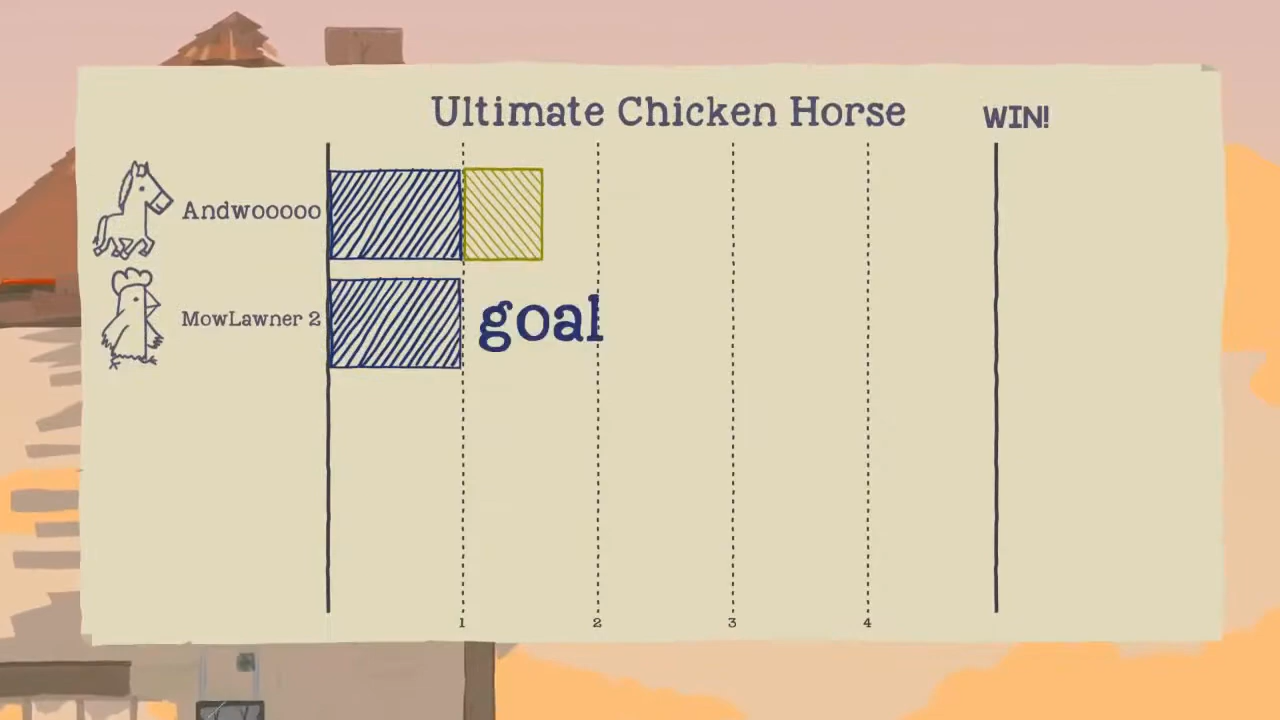 Ultimate Chicken Horse
WIN!
Andwooooo
MowLawner 2
goal
1 2 3 4